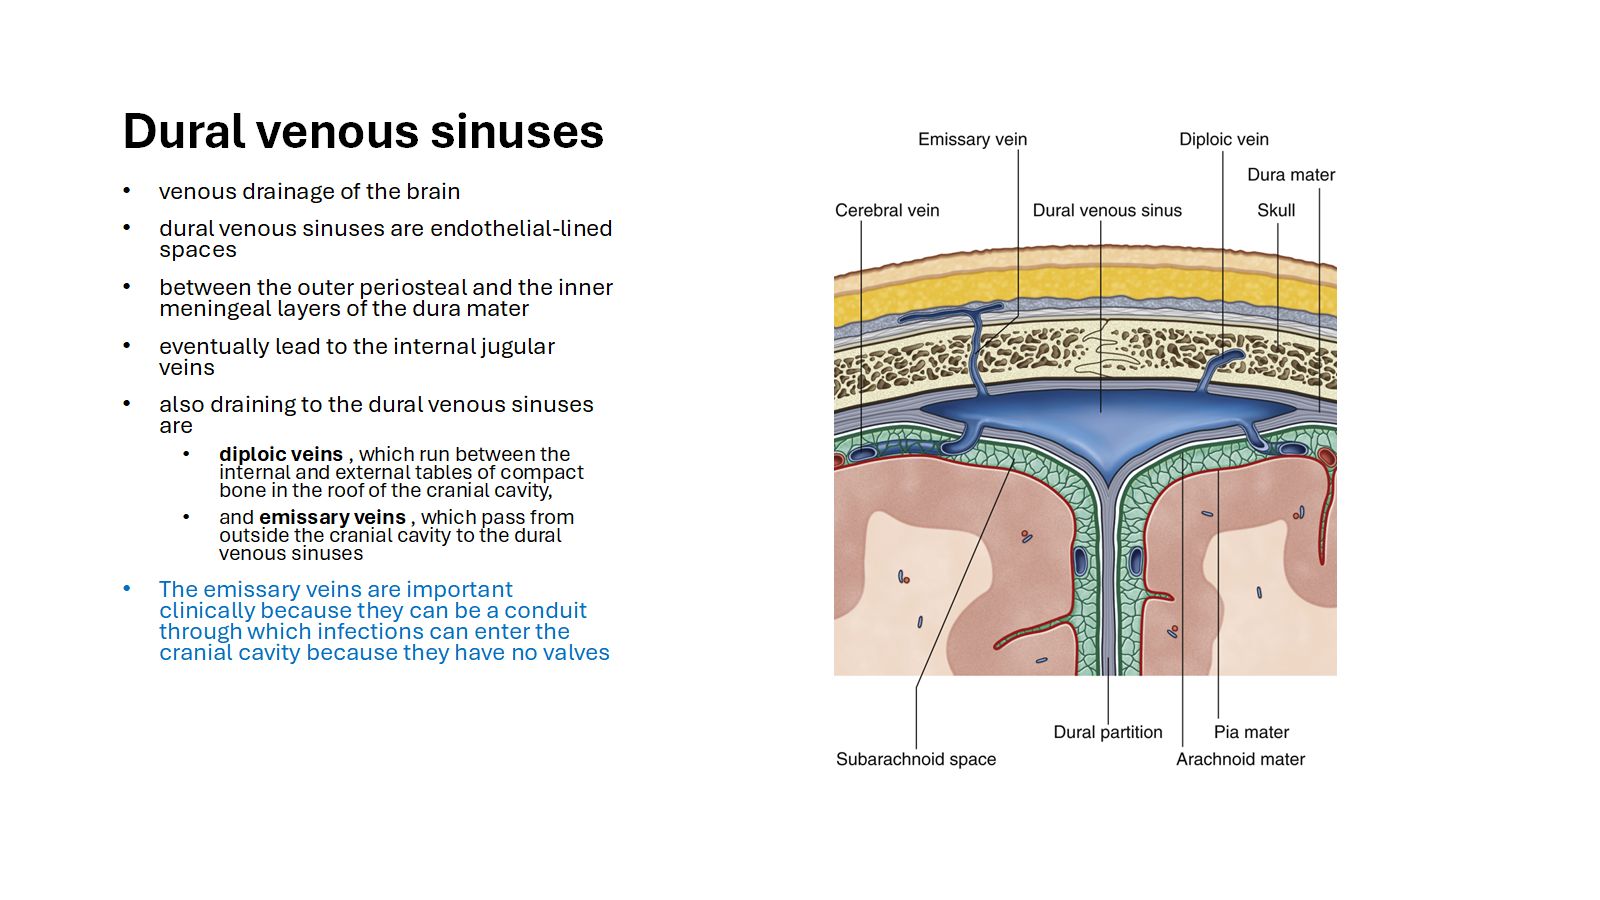 Dural venous sinuses
• venous drainage of the brain
• dural venous sinuses are endothelial-lined
spaces
• between the outer periosteal and the inner
meningeal layers of the dura mater
• eventually lead to the internal jugular
veins
• also draining to the dural venous sinuses
are
• diploic veins , which run between the
internal and external tables of compact
bone in the roof of the cranial cavity,
• and emissary veins , which pass from
outside the cranial cavity to the dural
venous sinuses
• The emissary veins are important
clinically because they can be a conduit
through which infections can enter the
cranial cavity because they have no valves
Emissary vein
Diploic vein
Dura mater
Cerebral vein
Dural venous sinus
Skull
Dural partition
Pia mater
Subarachnoid space
Arachnoid mater